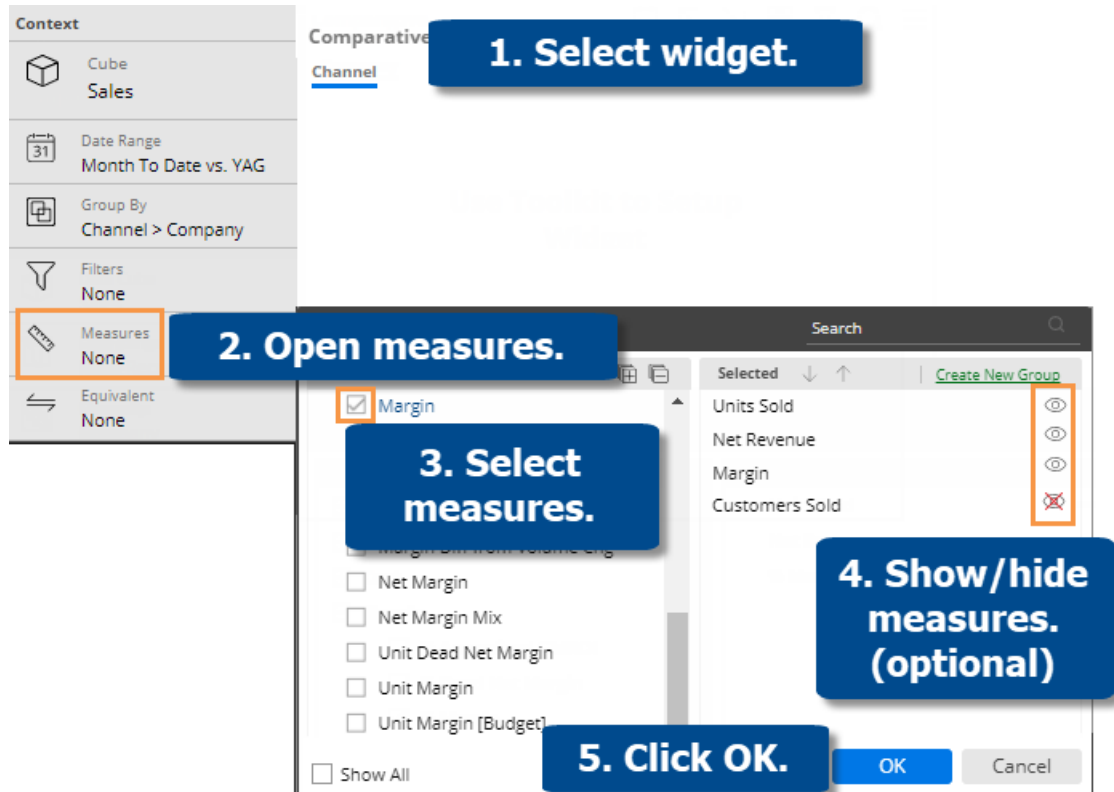 Context
Cube
Sales
31
Date Range
Month To Date vs. YAG
Group By
Channel > Company
Filters
None
Measures
None
Equivalent
None
Comparative
Channel
1. Select widget.
2. Open measures.
Search
Selected
Create New Group
Margin
Units Sold
Net Revenue
Margin
Customers Sold
3. Select
measures.
Net Margin
Net Margin Mix
Unit Dead Net Margin
Unit Margin
Unit Margin [Budget]
4. Show/hide
measures.
(optional)
Show All
5. Click OK.
OK
Cancel